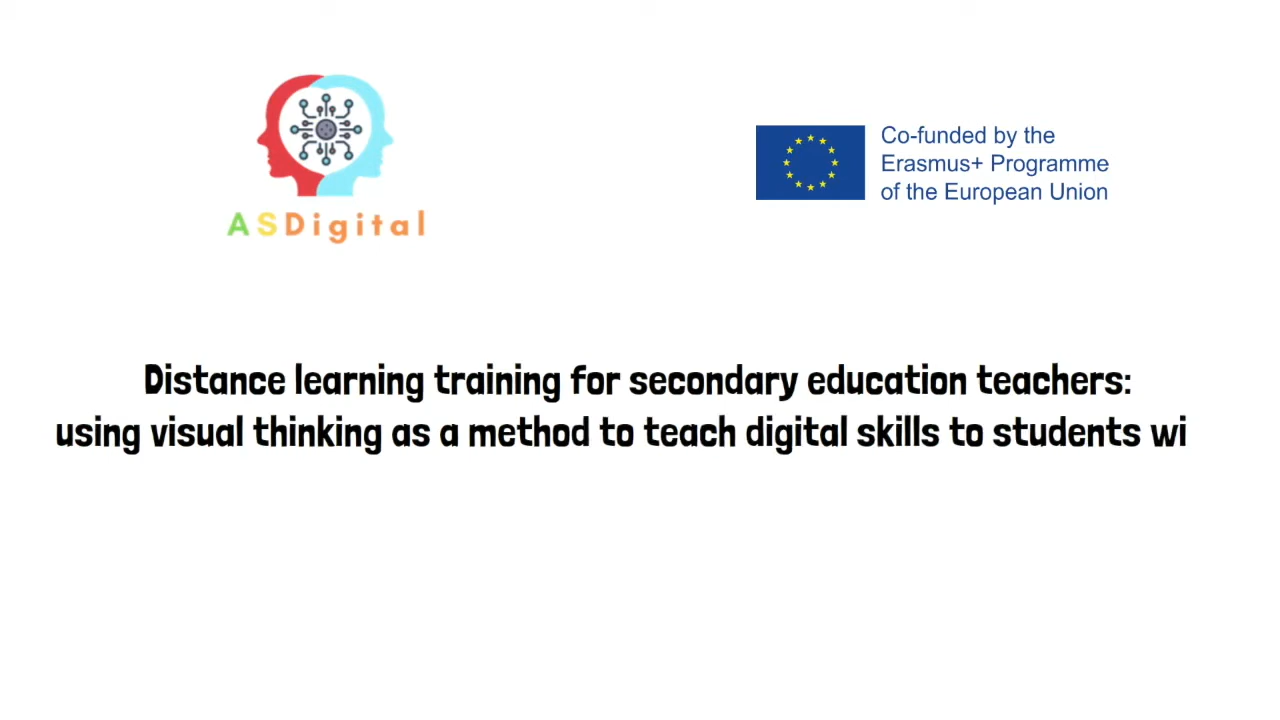 ASDigital
Co-funded by the
Erasmus+ Programme
of the European Union
Distance learning training for secondary education teachers:
using visual thinking as a method to teach digital skills to students wi